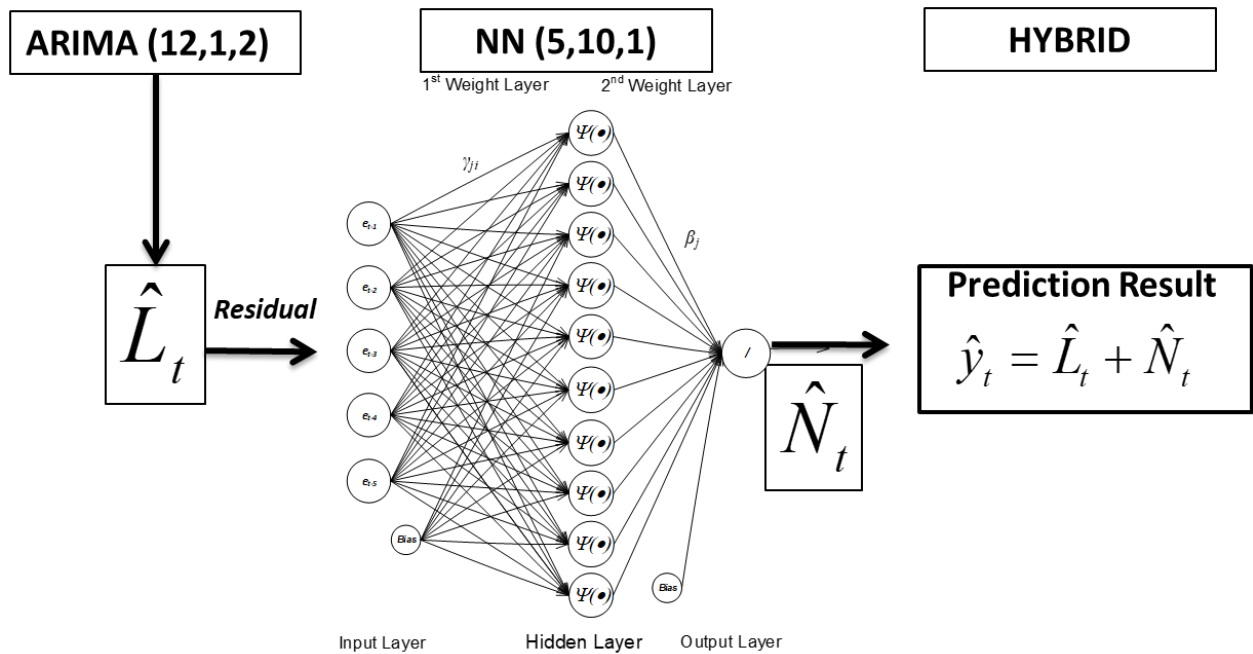 ARIMA (12,1,2)
NN (5,10,1)
HYBRID
1st Weight Layer
2nd Weight Layer
Ψ(•)
Ψ(•)
Ψ(•)
Ψ(•)
Ψ(•)
Ψ(•)
Ψ(•)
Ψ(•)
Ψ(•)
Ψ(•)
γji
βj
et-1
et-2
et-3
et-4
et-5
Bias
Bias
L̂t
Residual
/
N̂t
Prediction Result
ŷt = L̂t + N̂t
Input Layer
Hidden Layer
Output Layer